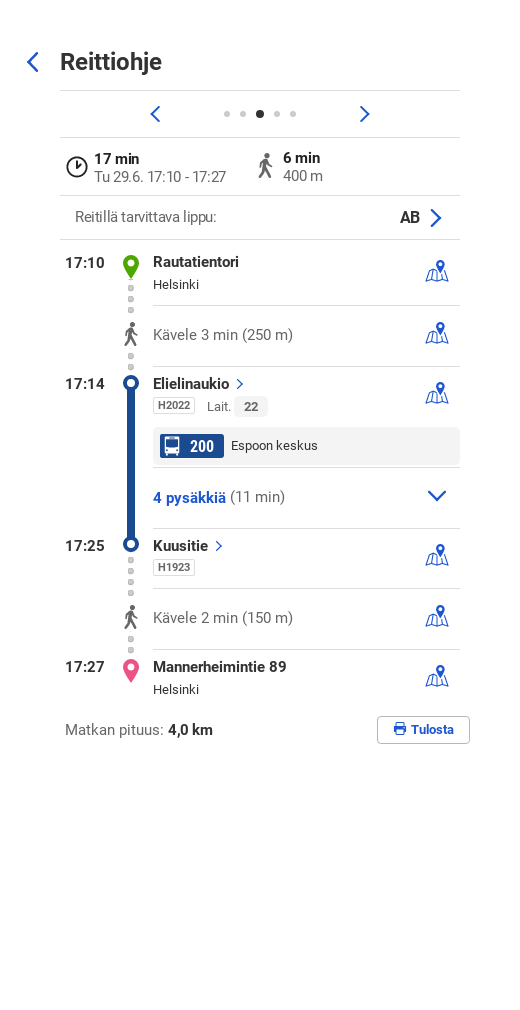 Reittiohje
17 min
Tu 29.6. 17:10 - 17:27
6 min
400 m
Reitillä tarvittava lippu:
AB
17:10
Rautatientori
Helsinki
Kävele 3 min (250 m)
17:14
Elielinaukio
H2022
Lait. 22
200 Espoon keskus
4 pysäkkiä (11 min)
17:25
Kuusitie
H1923
Kävele 2 min (150 m)
17:27
Mannerheimintie 89
Helsinki
Matkan pituus: 4,0 km
Tulosta